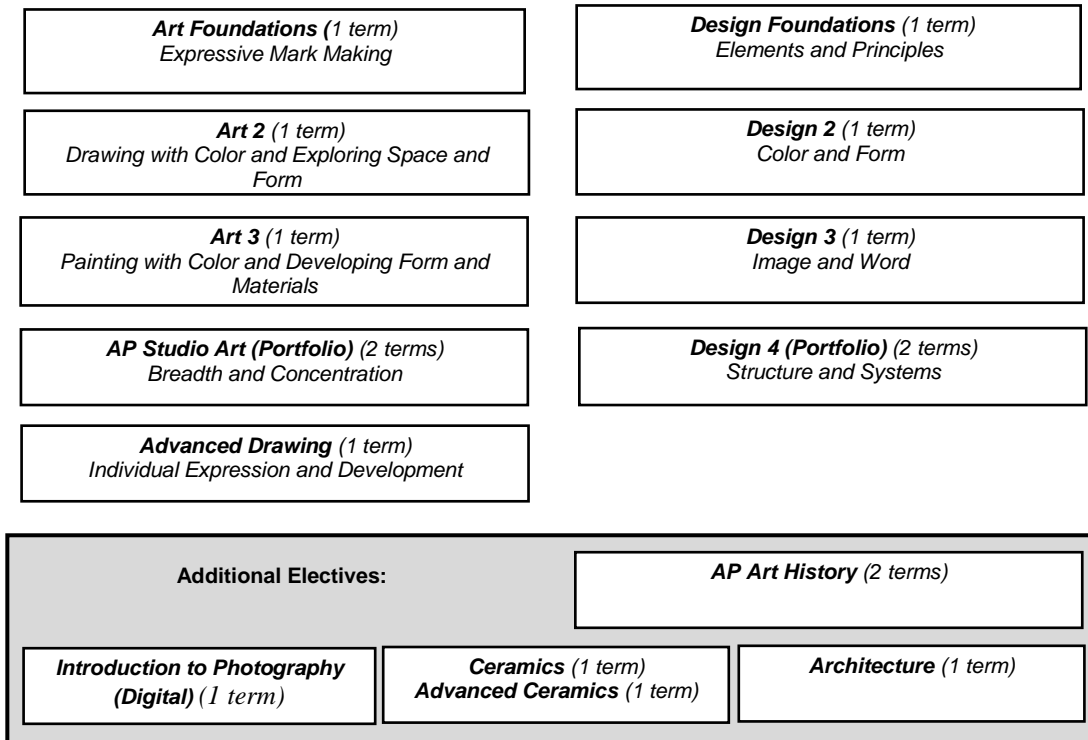 Art Foundations (1 term)
Expressive Mark Making
Design Foundations (1 term)
Elements and Principles
Art 2 (1 term)
Drawing with Color and Exploring Space and
Form
Design 2 (1 term)
Color and Form
Art 3 (1 term)
Painting with Color and Developing Form and
Materials
Design 3 (1 term)
Image and Word
AP Studio Art (Portfolio) (2 terms)
Breadth and Concentration
Design 4 (Portfolio) (2 terms)
Structure and Systems
Advanced Drawing (1 term)
Individual Expression and Development
Additional Electives:
AP Art History (2 terms)
Introduction to Photography
(Digital) (1 term)
Ceramics (1 term)
Advanced Ceramics (1 term)
Architecture (1 term)